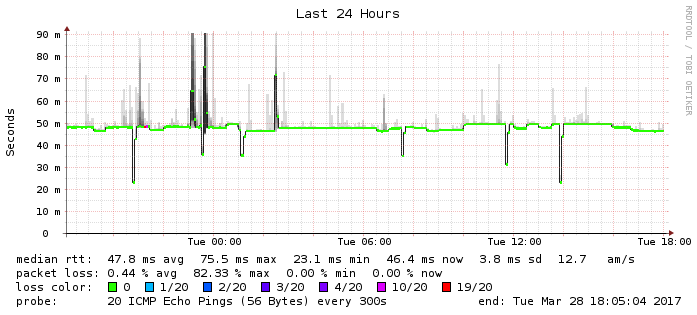 Last 24 Hours
RRDTOOL / TOBI OETIKER
Seconds
90 m
80 m
70 m
60 m
50 m
40 m
30 m
20 m
10 m
0
Tue 00:00 Tue 06:00 Tue 12:00 Tue 18:00
median rtt: 47.8 ms avg 75.5 ms max 23.1 ms min 46.4 ms now 3.8 ms sd 12.7 am/s
packet loss: 0.44 % avg 82.33 % max 0.00 % min 0.00 % now
loss color: 0 1/20 2/20 3/20 4/20 10/20 19/20
probe: 20 ICMP Echo Pings (56 Bytes) every 300s end: Tue Mar 28 18:05:04 2017